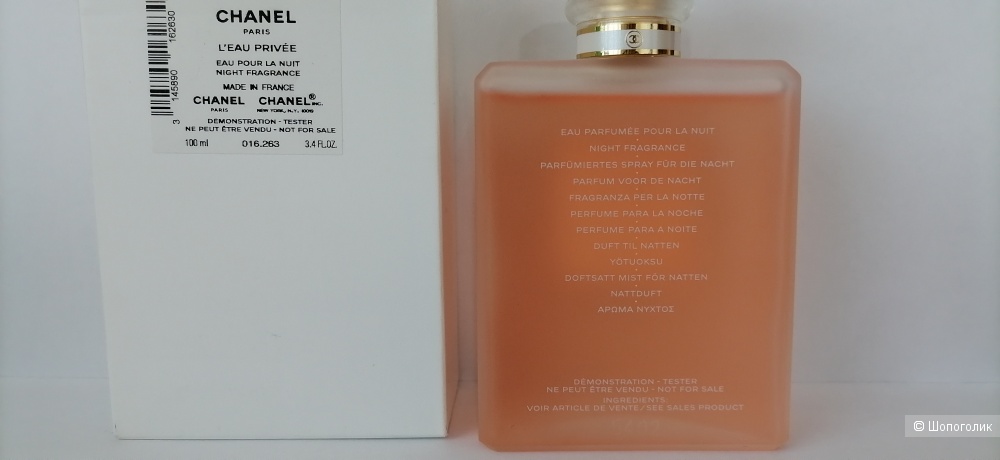 CHANEL
PARIS
L'EAU PRIVÉE
EAU POUR LA NUIT
NIGHT FRAGRANCE
MADE IN FRANCE
CHANEL CHANEL® INC.
PARIS NEW YORK, N.Y. 10019
DÉMONSTRATION - TESTER
NE PEUT ÊTRE VENDU - NOT FOR SALE
100 ml 016.263 3.4 FL.OZ.
3 145890 162630
EAU PARFUMÉE POUR LA NUIT
NIGHT FRAGRANCE
PARFÜMIERTES SPRAY FÜR DIE NACHT
PARFUM VOOR DE NACHT
FRAGRANZA PER LA NOTTE
PERFUME PARA LA NOCHE
PERFUME PARA A NOITE
DUFT TIL NATTEN
YÖTUOKSU
DOFTSATT MIST FÖR NATTEN
NATTDUFT
ΑΡΩΜΑ ΝΥΧΤΟΣ
DÉMONSTRATION - TESTER
NE PEUT ÊTRE VENDU - NOT FOR SALE
INGREDIENTS:
VOIR ARTICLE DE VENTE / SEE SALES PRODUCT
© Шопоголик